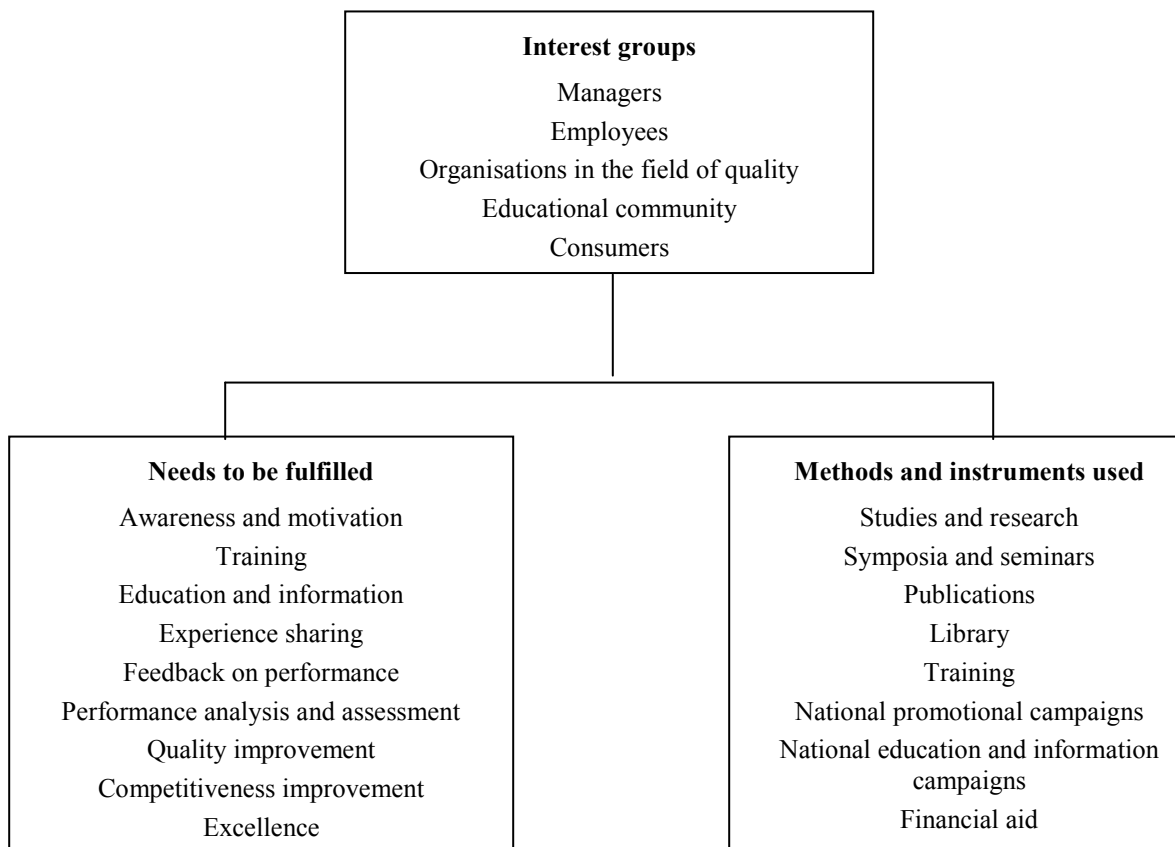 Interest groups
Managers
Employees
Organisations in the field of quality
Educational community
Consumers
Needs to be fulfilled
Awareness and motivation
Training
Education and information
Experience sharing
Feedback on performance
Performance analysis and assessment
Quality improvement
Competitiveness improvement
Excellence
Methods and instruments used
Studies and research
Symposia and seminars
Publications
Library
Training
National promotional campaigns
National education and information
campaigns
Financial aid